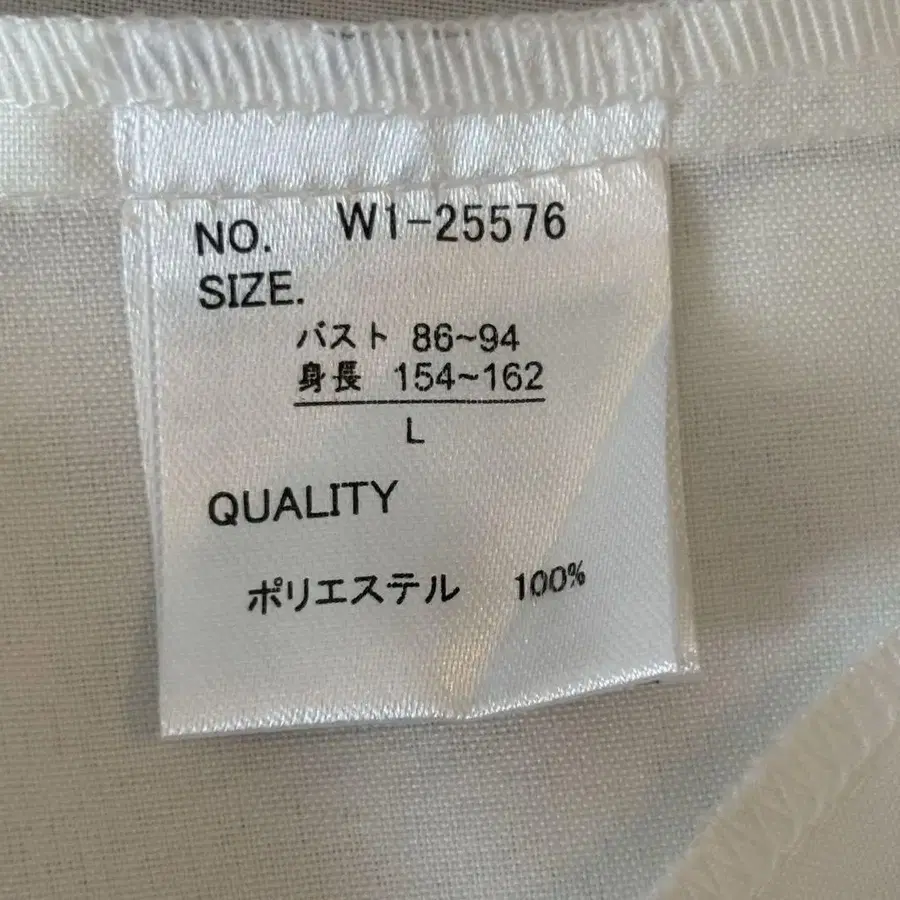 NO. W1-25576
SIZE.
バスト 86~94
身長 154~162
L
QUALITY
ポリエステル 100%